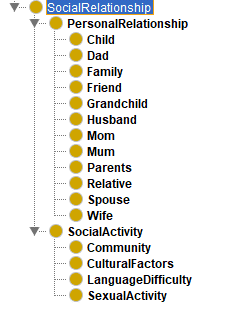 SocialRelationship
PersonalRelationship
Child
Dad
Family
Friend
Grandchild
Husband
Mom
Mum
Parents
Relative
Spouse
Wife
SocialActivity
Community
CulturalFactors
LanguageDifficulty
SexualActivity